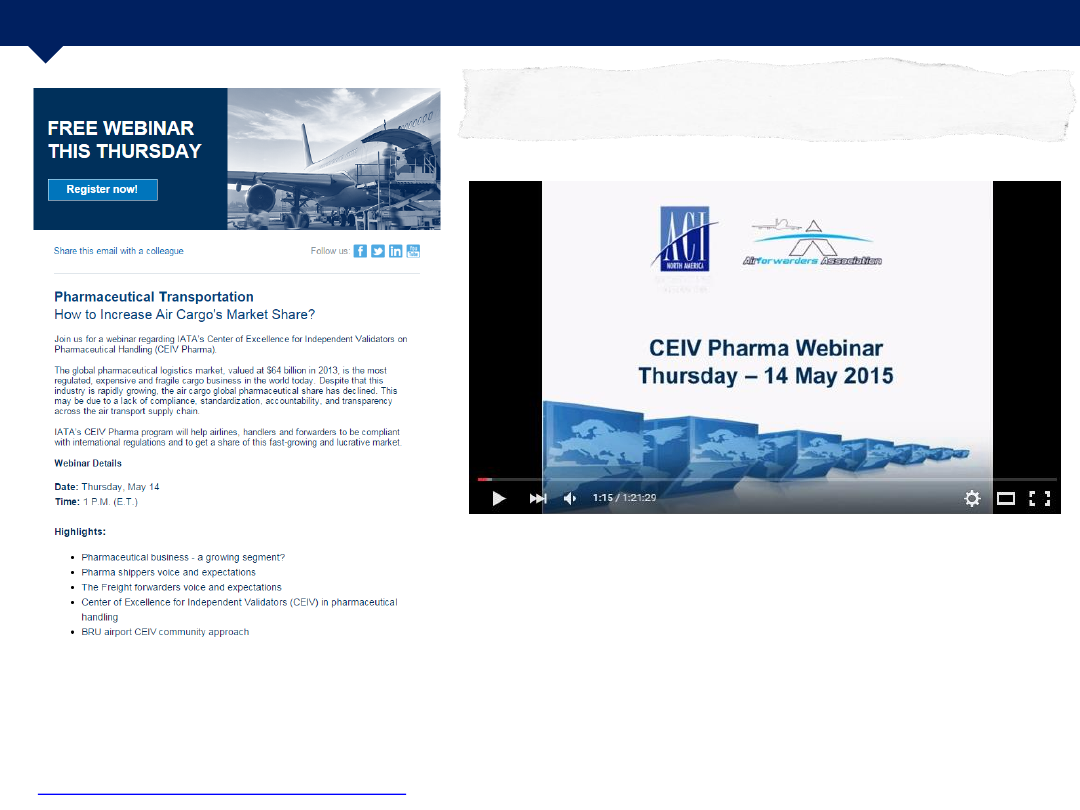 FREE WEBINAR
THIS THURSDAY
Register now!
Share this email with a colleague
Follow us:
You
Tube
Pharmaceutical Transportation
How to Increase Air Cargo's Market Share?
Join us for a webinar regarding IATA's Center of Excellence for Independent Validators on
Pharmaceutical Handling (CEIV Pharma).
The global pharmaceutical logistics market, valued at $64 billion in 2013, is the most
regulated, expensive and fragile cargo business in the world today. Despite that this
industry is rapidly growing, the air cargo global pharmaceutical share has declined. This
may be due to a lack of compliance, standardization, accountability, and transparency
across the air transport supply chain.
IATA's CEIV Pharma program will help airlines, handlers and forwarders to be compliant
with international regulations and to get a share of this fast-growing and lucrative market.
Webinar Details
Date: Thursday, May 14
Time: 1 P.M. (E.T.)
Highlights:
• Pharmaceutical business - a growing segment?
• Pharma shippers voice and expectations
• The Freight forwarders voice and expectations
• Center of Excellence for Independent Validators (CEIV) in pharmaceutical
handling
• BRU airport CEIV community approach
ACI
NORTH AMERICA
Airforwarders Association
CEIV Pharma Webinar
Thursday – 14 May 2015
1:15 / 1:21:29